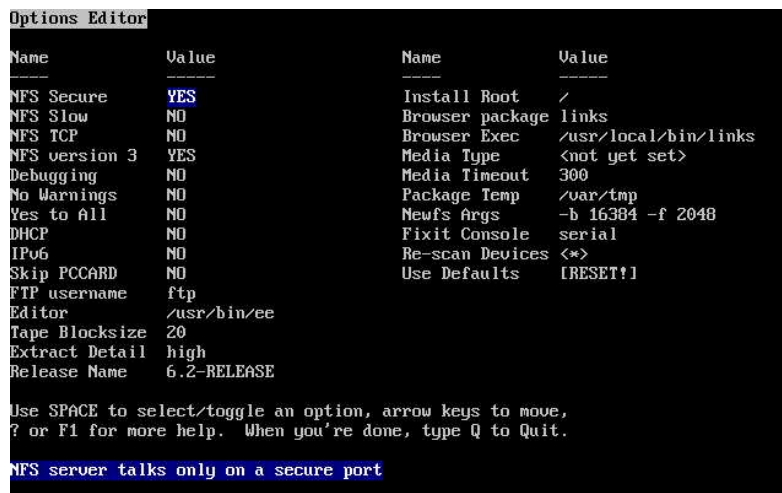 Options Editor
Name Value Name Value
---- ----- ---- -----
NFS Secure YES Install Root /
NFS Slow NO Browser package links
NFS TCP NO Browser Exec /usr/local/bin/links
NFS version 3 YES Media Type <not yet set>
Debugging NO Media Timeout 300
No Warnings NO Package Temp /var/tmp
Yes to All NO Newfs Args -b 16384 -f 2048
DHCP NO Fixit Console serial
IPv6 NO Re-scan Devices <*>
Skip PCCARD NO Use Defaults [RESET!]
FTP username ftp
Editor /usr/bin/ee
Tape Blocksize 20
Extract Detail high
Release Name 6.2-RELEASE
Use SPACE to select/toggle an option, arrow keys to move,
? or F1 for more help. When you're done, type Q to Quit.
NFS server talks only on a secure port